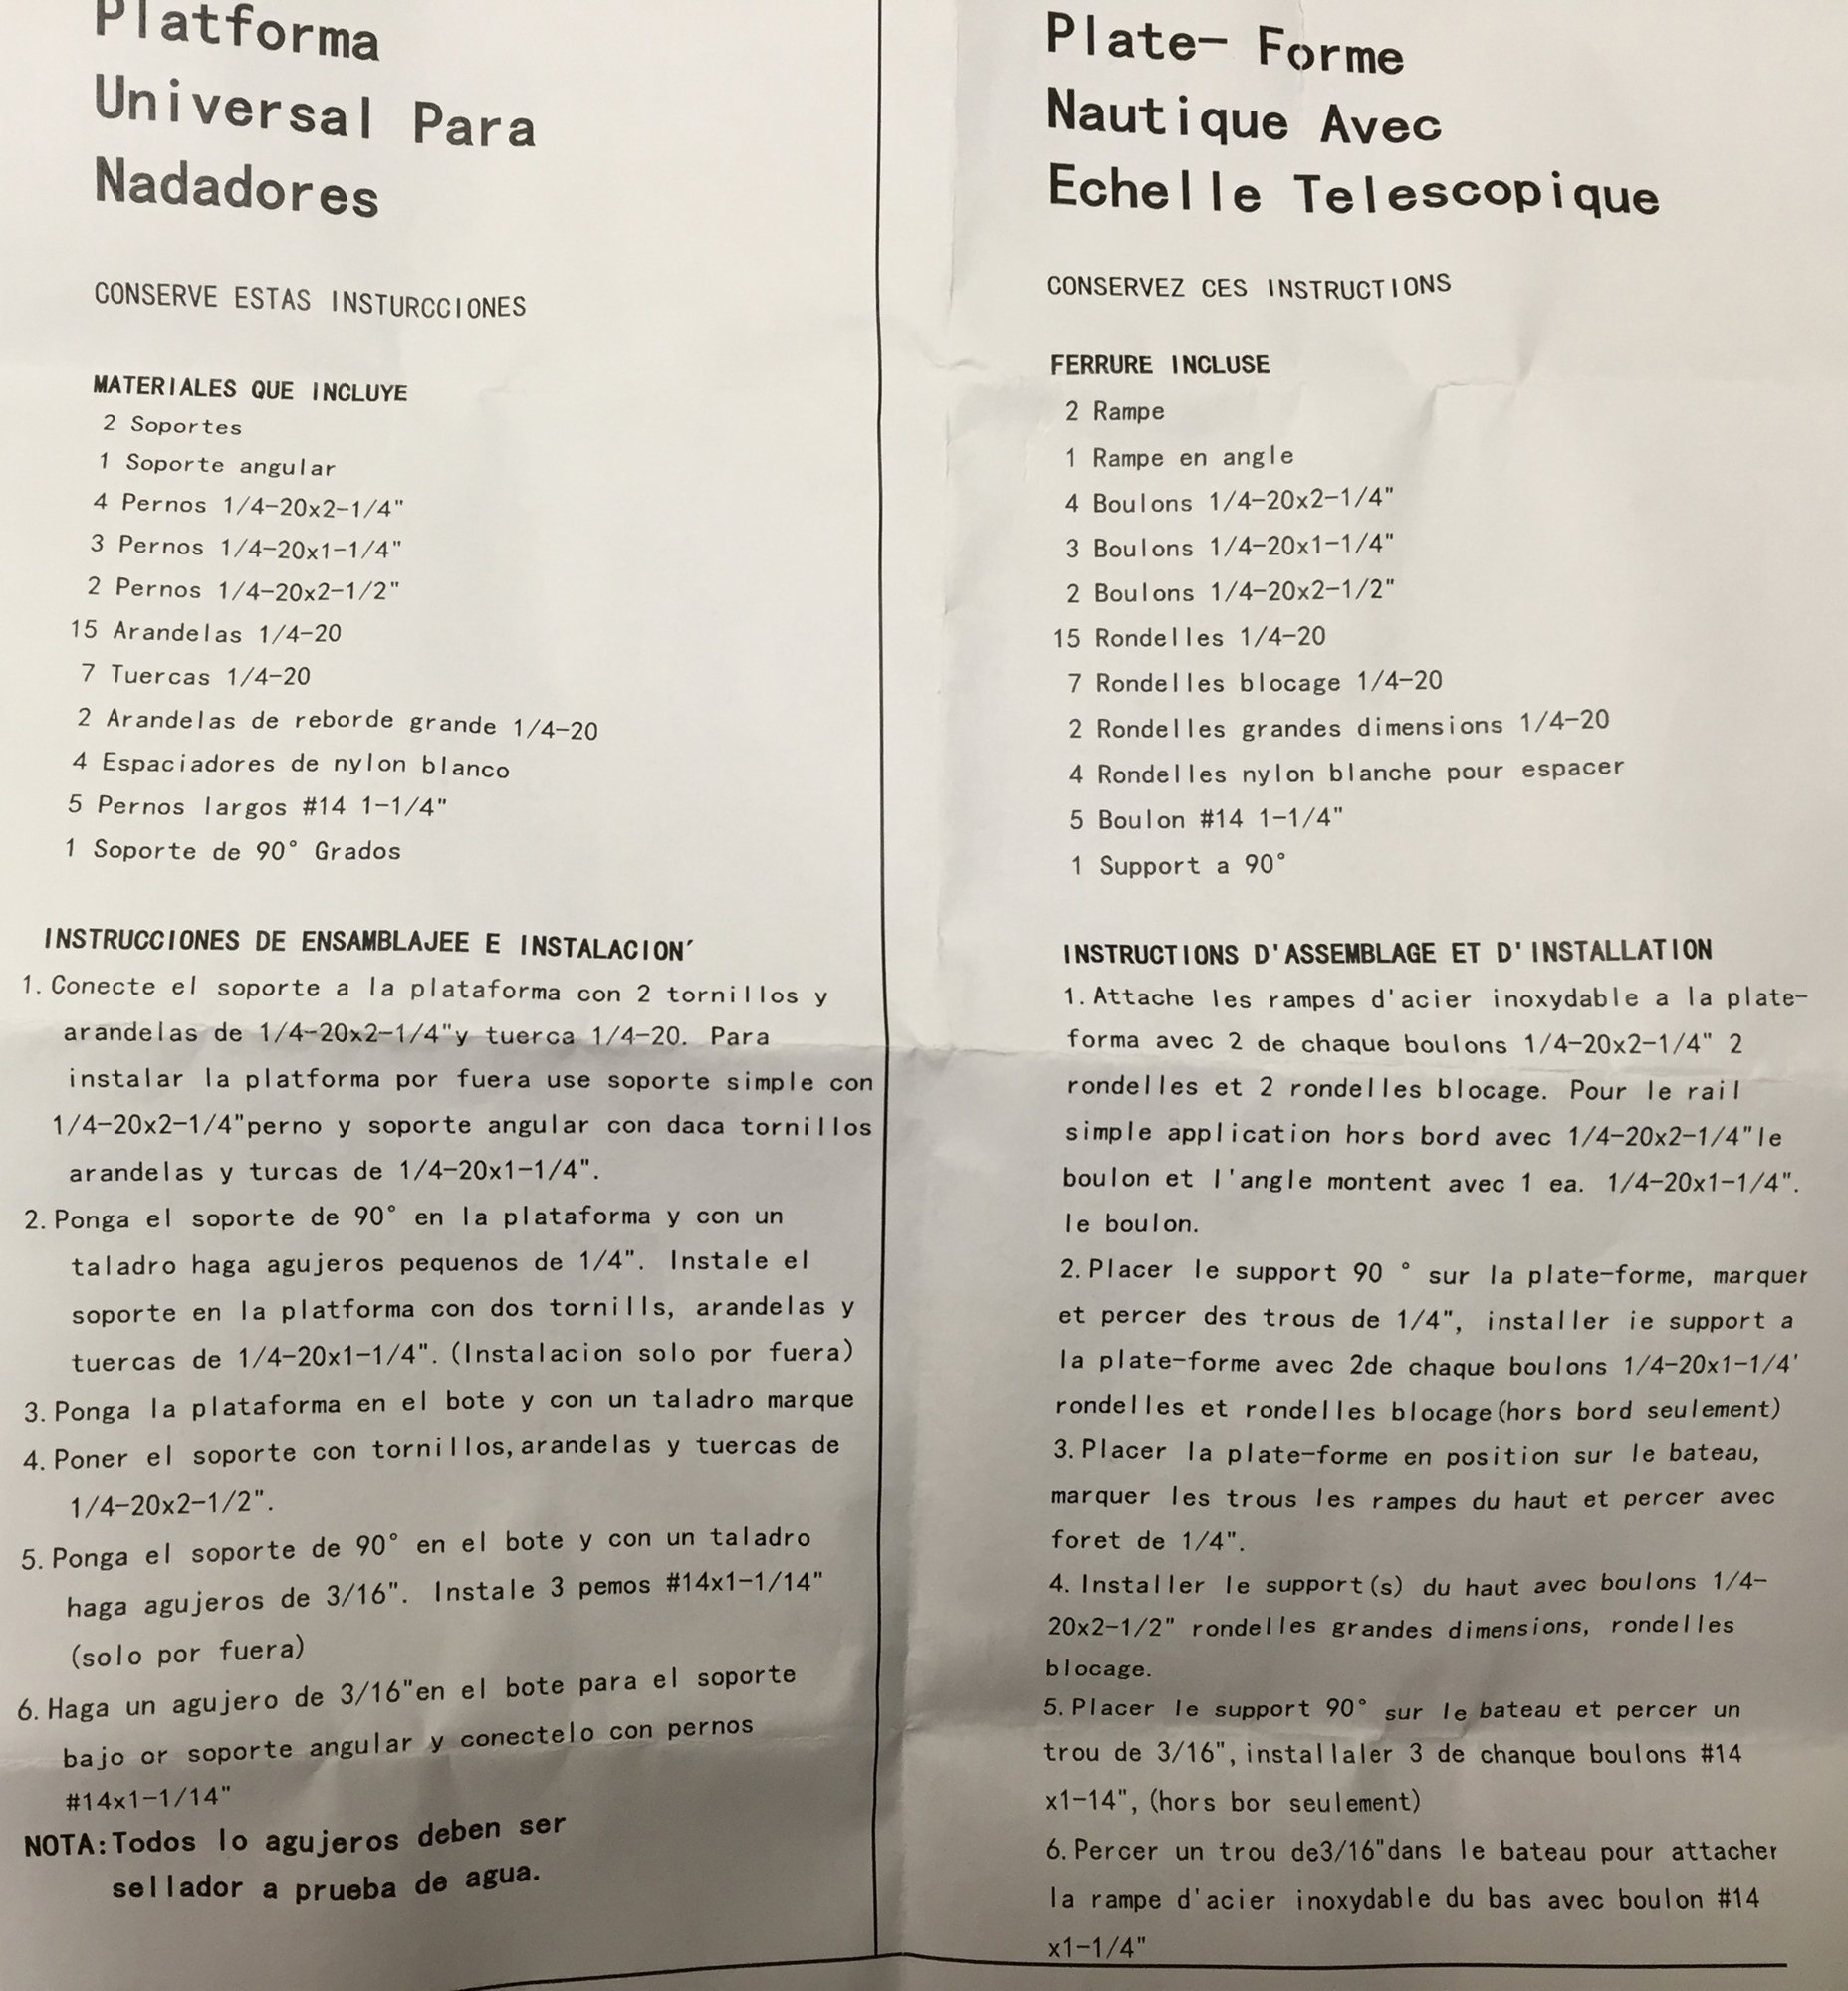 Platforma
Universal Para
Nadadores
CONSERVE ESTAS INSTURCCIONES
MATERIALES QUE INCLUYE
2 Soportes
1 Soporte angular
4 Pernos 1/4-20x2-1/4"
3 Pernos 1/4-20x1-1/4"
2 Pernos 1/4-20x2-1/2"
15 Arandelas 1/4-20
7 Tuercas 1/4-20
2 Arandelas de reborde grande 1/4-20
4 Espaciadores de nylon blanco
5 Pernos largos #14 1-1/4"
1 Soporte de 90° Grados
INSTRUCCIONES DE ENSAMBLAJEE E INSTALACION´
1. Conecte el soporte a la plataforma con 2 tornillos y
arandelas de 1/4-20x2-1/4"y tuerca 1/4-20. Para
instalar la platforma por fuera use soporte simple con
1/4-20x2-1/4"perno y soporte angular con daca tornillos
arandelas y turcas de 1/4-20x1-1/4".
2. Ponga el soporte de 90° en la plataforma y con un
taladro haga agujeros pequenos de 1/4". Instale el
soporte en la platforma con dos tornills, arandelas y
tuercas de 1/4-20x1-1/4". (Instalacion solo por fuera)
3. Ponga la plataforma en el bote y con un taladro marque
4. Poner el soporte con tornillos, arandelas y tuercas de
1/4-20x2-1/2".
5. Ponga el soporte de 90° en el bote y con un taladro
haga agujeros de 3/16". Instale 3 pemos #14x1-1/14"
(solo por fuera)
6. Haga un agujero de 3/16"en el bote para el soporte
bajo or soporte angular y conectelo con pernos
#14x1-1/14"
NOTA:Todos lo agujeros deben ser
sellador a prueba de agua.
Plate- Forme
Nautique Avec
Echelle Telescopique
CONSERVEZ CES INSTRUCTIONS
FERRURE INCLUSE
2 Rampe
1 Rampe en angle
4 Boulons 1/4-20x2-1/4"
3 Boulons 1/4-20x1-1/4"
2 Boulons 1/4-20x2-1/2"
15 Rondelles 1/4-20
7 Rondelles blocage 1/4-20
2 Rondelles grandes dimensions 1/4-20
4 Rondelles nylon blanche pour espacer
5 Boulon #14 1-1/4"
1 Support a 90°
INSTRUCTIONS D'ASSEMBLAGE ET D'INSTALLATION
1. Attache les rampes d'acier inoxydable a la plate-
forma avec 2 de chaque boulons 1/4-20x2-1/4" 2
rondelles et 2 rondelles blocage. Pour le rail
simple application hors bord avec 1/4-20x2-1/4"le
boulon et l'angle montent avec 1 ea. 1/4-20x1-1/4".
le boulon.
2. Placer le support 90 ° sur la plate-forme, marquer
et percer des trous de 1/4", installer ie support a
la plate-forme avec 2de chaque boulons 1/4-20x1-1/4'
rondelles et rondelles blocage(hors bord seulement)
3. Placer la plate-forme en position sur le bateau,
marquer les trous les rampes du haut et percer avec
foret de 1/4".
4. Installer le support(s) du haut avec boulons 1/4-
20x2-1/2" rondelles grandes dimensions, rondelles
blocage.
5. Placer le support 90° sur le bateau et percer un
trou de 3/16", installaler 3 de chanque boulons #14
x1-14", (hors bor seulement)
6. Percer un trou de3/16"dans le bateau pour attacher
la rampe d'acier inoxydable du bas avec boulon #14
x1-1/4"